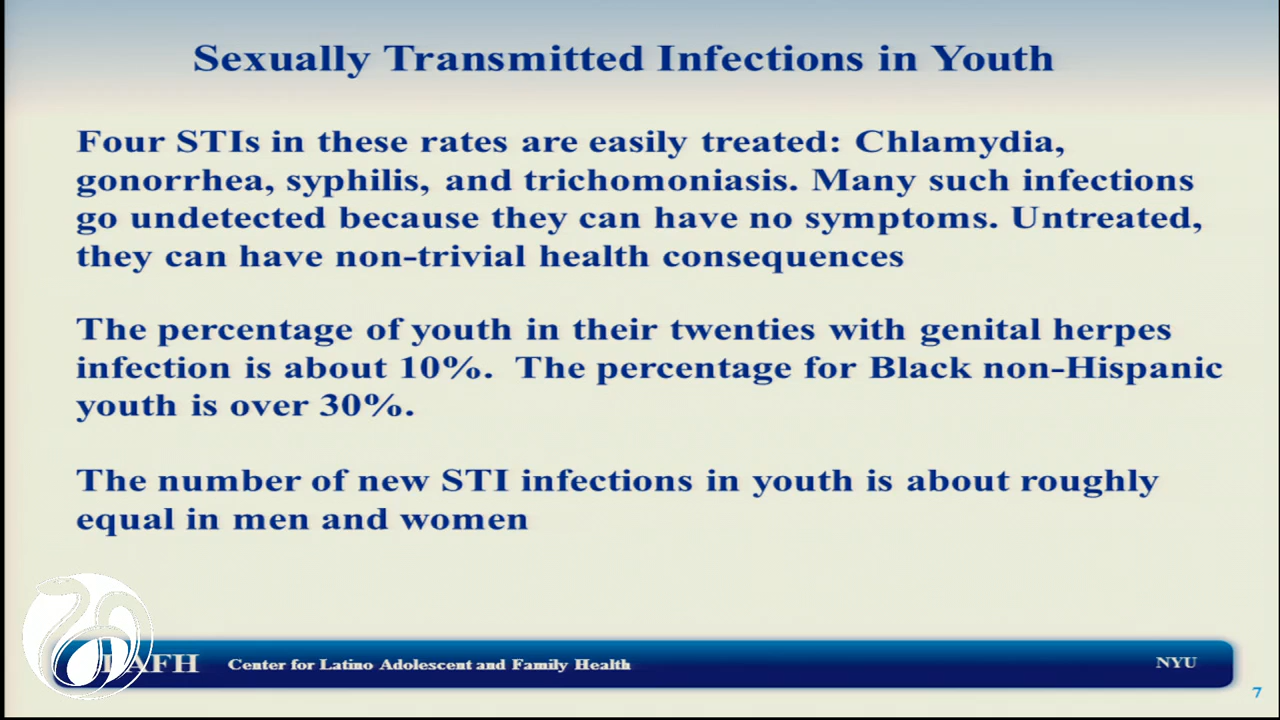 Sexually Transmitted Infections in Youth
Four STIs in these rates are easily treated: Chlamydia,
gonorrhea, syphilis, and trichomoniasis. Many such infections
go undetected because they can have no symptoms. Untreated,
they can have non-trivial health consequences
The percentage of youth in their twenties with genital herpes
infection is about 10%. The percentage for Black non-Hispanic
youth is over 30%.
The number of new STI infections in youth is about roughly
equal in men and women
Center for Latino Adolescent and Family Health
NYU
7